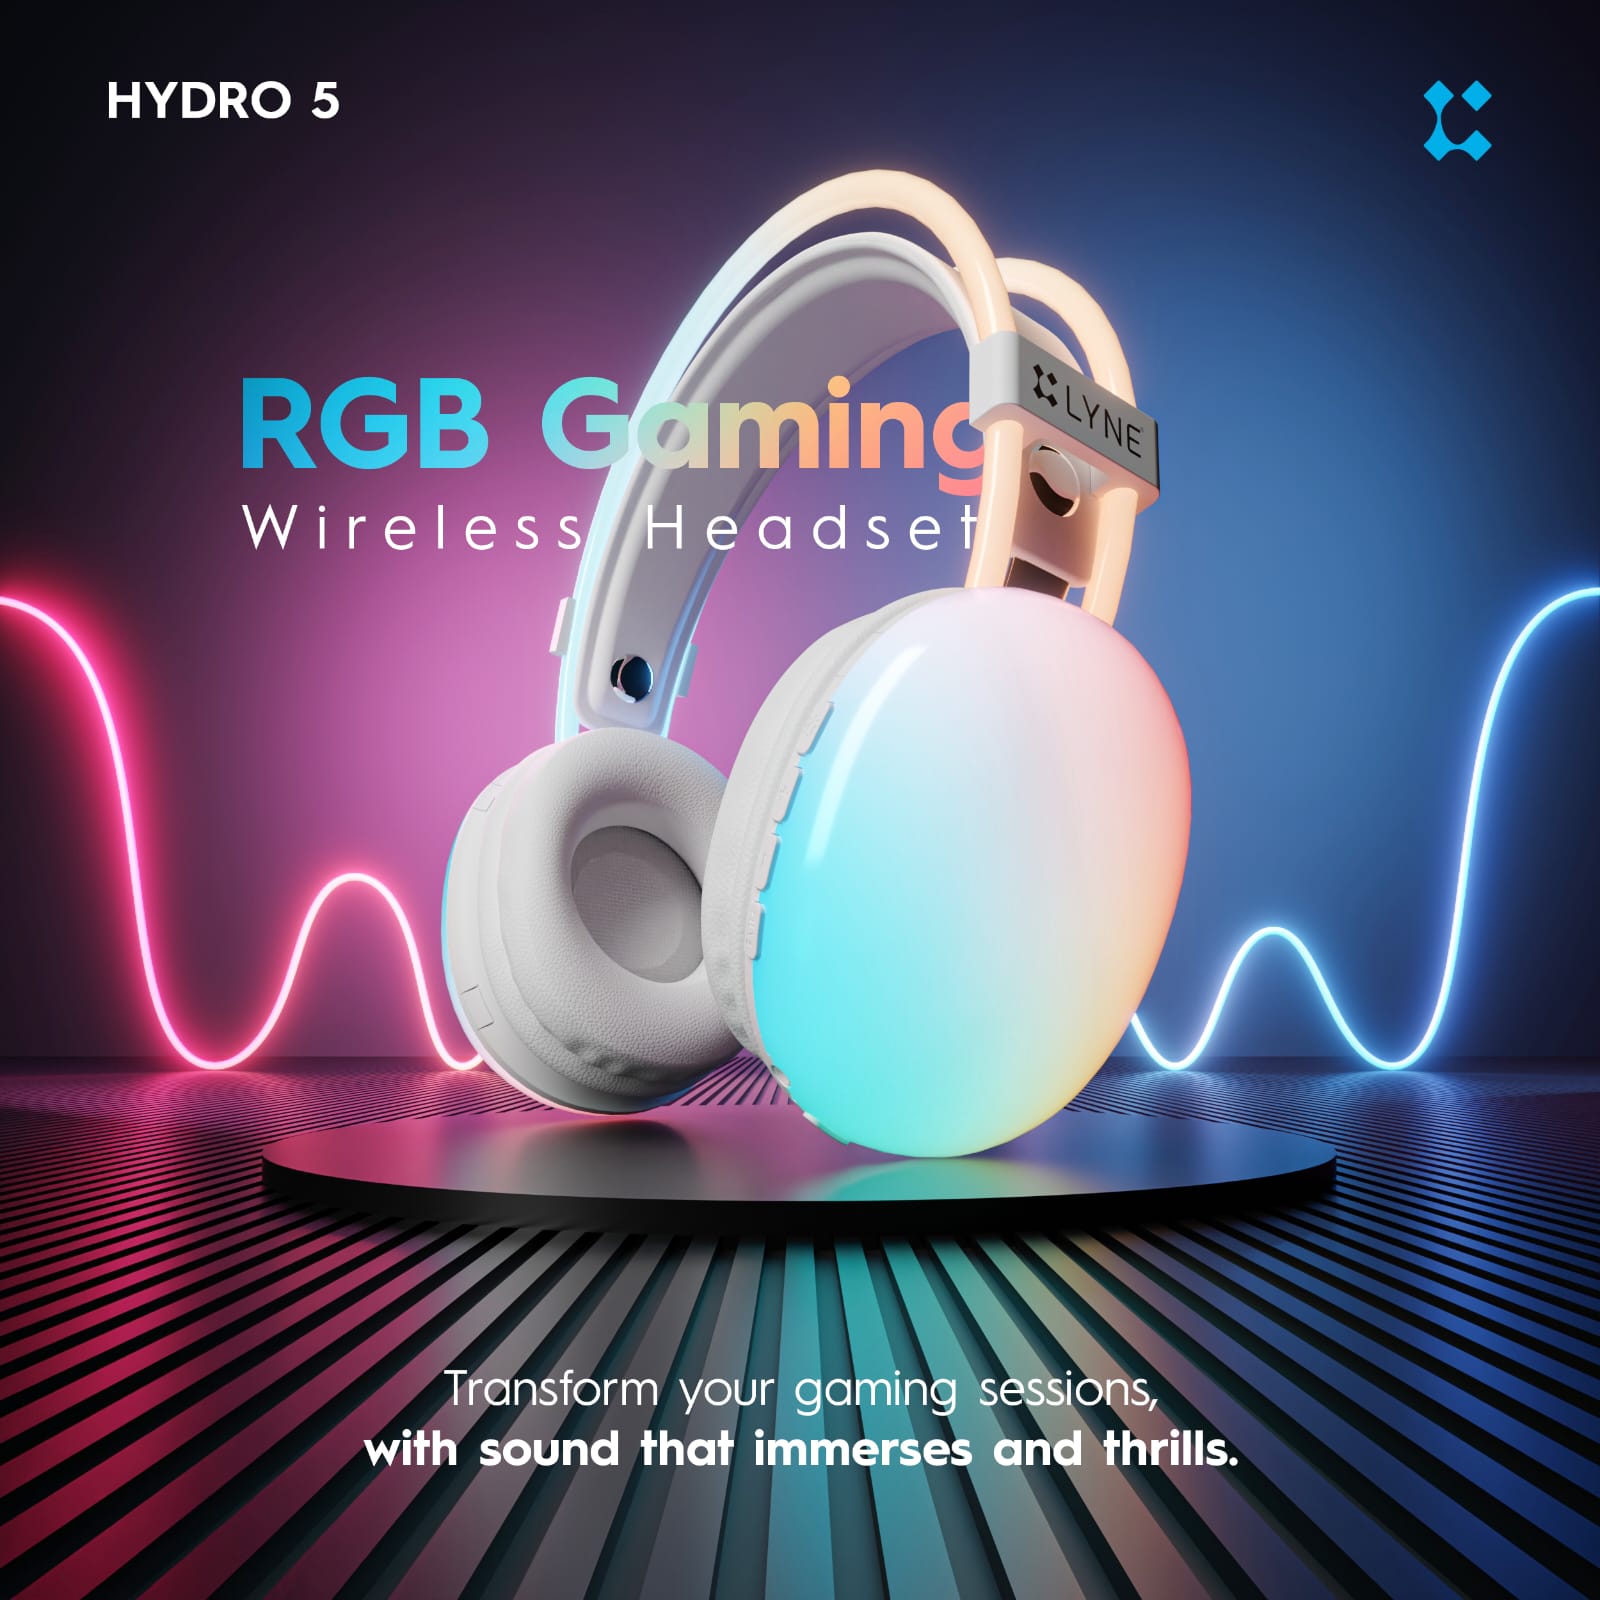 HYDRO 5
RGB Gaming
Wireless Headset
LYNE
Transform your gaming sessions,
with sound that immerses and thrills.